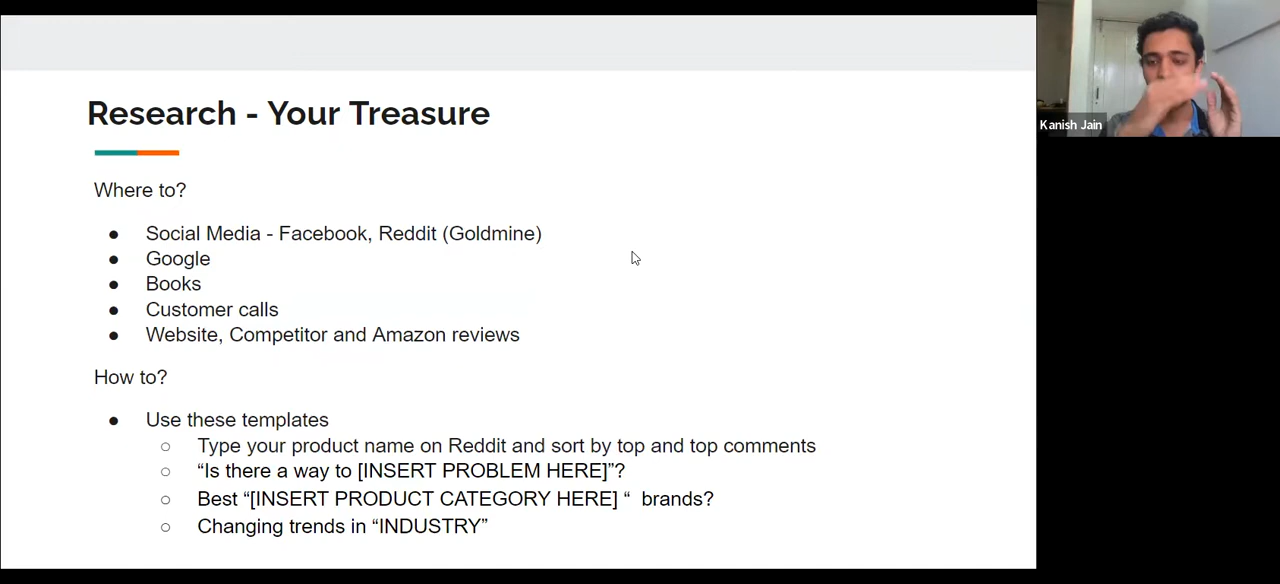 Research - Your Treasure
Kanish Jain
Where to?
● Social Media - Facebook, Reddit (Goldmine)
● Google
● Books
● Customer calls
● Website, Competitor and Amazon reviews
How to?
● Use these templates
○ Type your product name on Reddit and sort by top and top comments
○ “Is there a way to [INSERT PROBLEM HERE]”?
○ Best “[INSERT PRODUCT CATEGORY HERE] “ brands?
○ Changing trends in “INDUSTRY”